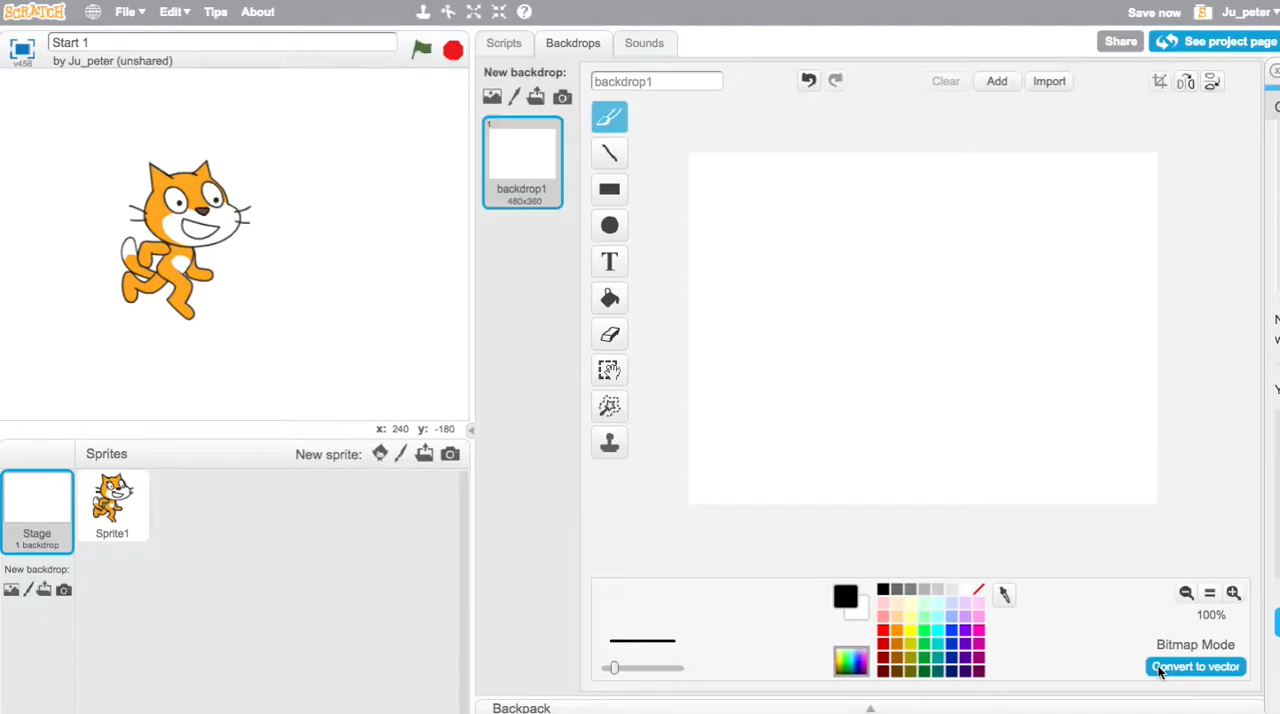 SCRATCH File Edit Tips About Save now Ju_peter
v456 Start 1
by Ju_peter (unshared)
Scripts Backdrops Sounds Share See project page
New backdrop:
backdrop1 Clear Add Import
1
backdrop1
480x360
T
x: 240 y: -180
Sprites New sprite:
Stage
1 backdrop
Sprite1
New backdrop:
100%
Bitmap Mode
Convert to vector
Backpack